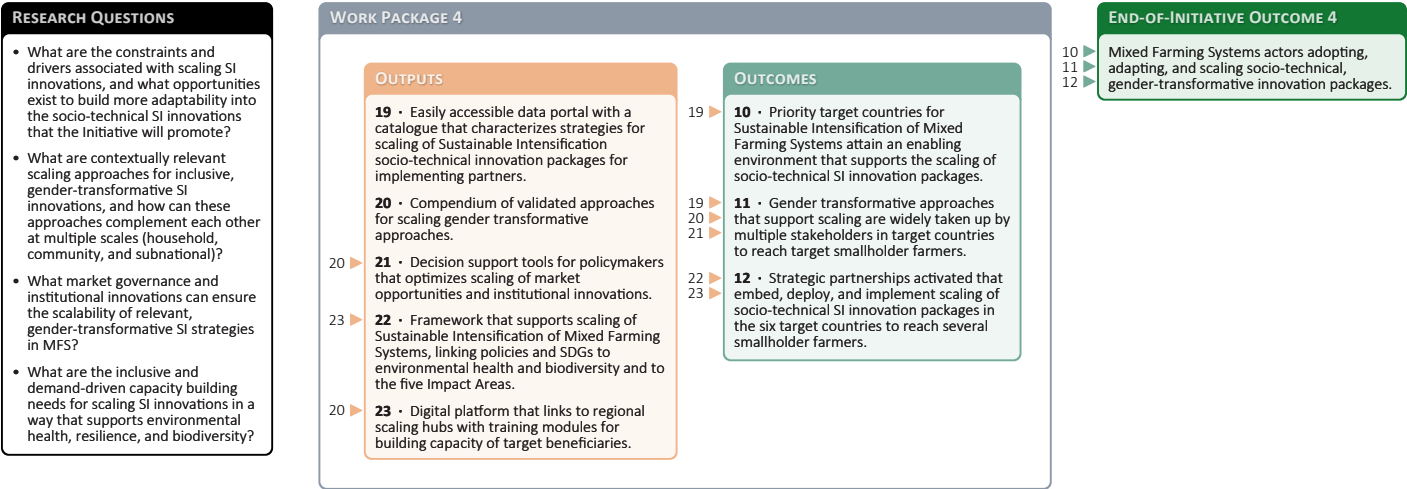 RESEARCH QUESTIONS
• What are the constraints and
drivers associated with scaling SI
innovations, and what opportunities
exist to build more adaptability into
the socio-technical SI innovations
that the Initiative will promote?
• What are contextually relevant
scaling approaches for inclusive,
gender-transformative SI
innovations, and how can these
approaches complement each other
at multiple scales (household,
community, and subnational)?
• What market governance and
institutional innovations can ensure
the scalability of relevant,
gender-transformative SI strategies
in MFS?
• What are the inclusive and
demand-driven capacity building
needs for scaling SI innovations in a
way that supports environmental
health, resilience, and biodiversity?
WORK PACKAGE 4
OUTPUTS
19 · Easily accessible data portal with a
catalogue that characterizes strategies for
scaling of Sustainable Intensification
socio-technical innovation packages for
implementing partners.
20 · Compendium of validated approaches
for scaling gender transformative
approaches.
20
21 · Decision support tools for policymakers
that optimizes scaling of market
opportunities and institutional innovations.
23
22 · Framework that supports scaling of
Sustainable Intensification of Mixed Farming
Systems, linking policies and SDGs to
environmental health and biodiversity and to
the five Impact Areas.
20
23 · Digital platform that links to regional
scaling hubs with training modules for
building capacity of target beneficiaries.
OUTCOMES
19
10 · Priority target countries for
Sustainable Intensification of Mixed
Farming Systems attain an enabling
environment that supports the scaling of
socio-technical SI innovation packages.
19
20
21
11 · Gender transformative approaches
that support scaling are widely taken up by
multiple stakeholders in target countries
to reach target smallholder farmers.
22
23
12 · Strategic partnerships activated that
embed, deploy, and implement scaling of
socio-technical SI innovation packages in
the six target countries to reach several
smallholder farmers.
END-OF-INITIATIVE OUTCOME 4
10
11
12
Mixed Farming Systems actors adopting,
adapting, and scaling socio-technical,
gender-transformative innovation packages.